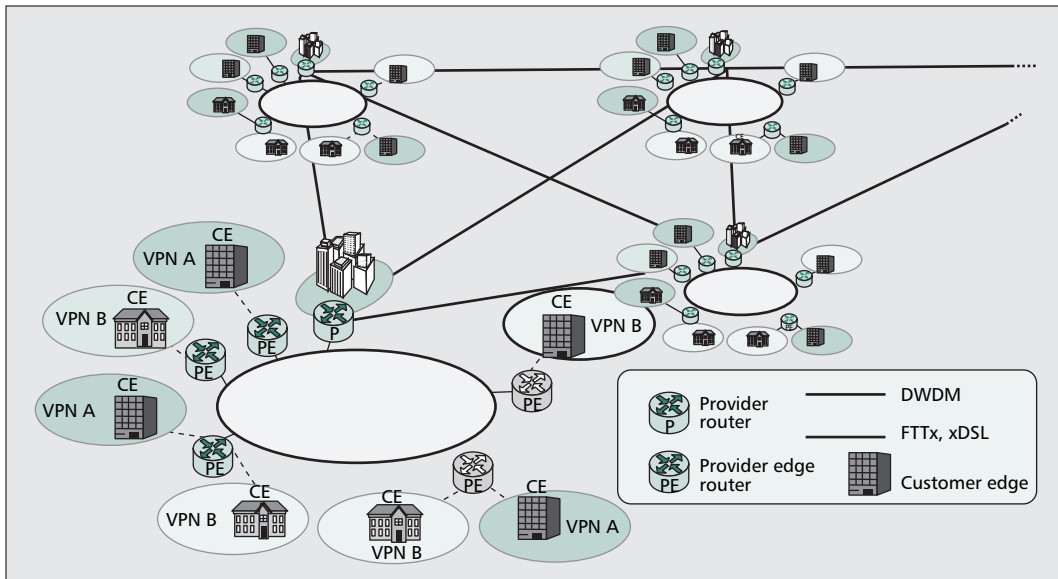 CE
CE
VPN A
CE
VPN B
P
PE
CE
VPN B
PE
PE
CE
VPN A
PE
PE
CE
VPN B
PE
CE
VPN B
CE
VPN A
Provider
router
P
DWDM
FTTx, xDSL
Provider edge
router
PE
Customer edge